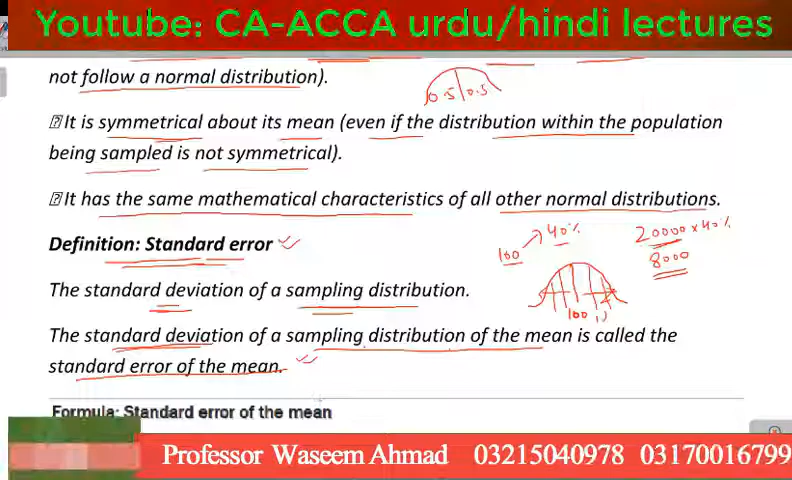 Youtube: CA-ACCA urdu/hindi lectures
not follow a normal distribution).
0.5 0.5
It is symmetrical about its mean (even if the distribution within the population
being sampled is not symmetrical).
It has the same mathematical characteristics of all other normal distributions.
Definition: Standard error
100 40%
20000 x 40%
8000
The standard deviation of a sampling distribution.
100
The standard deviation of a sampling distribution of the mean is called the
standard error of the mean.
Formula: Standard error of the mean
Professor Waseem Ahmad 03215040978 03170016799